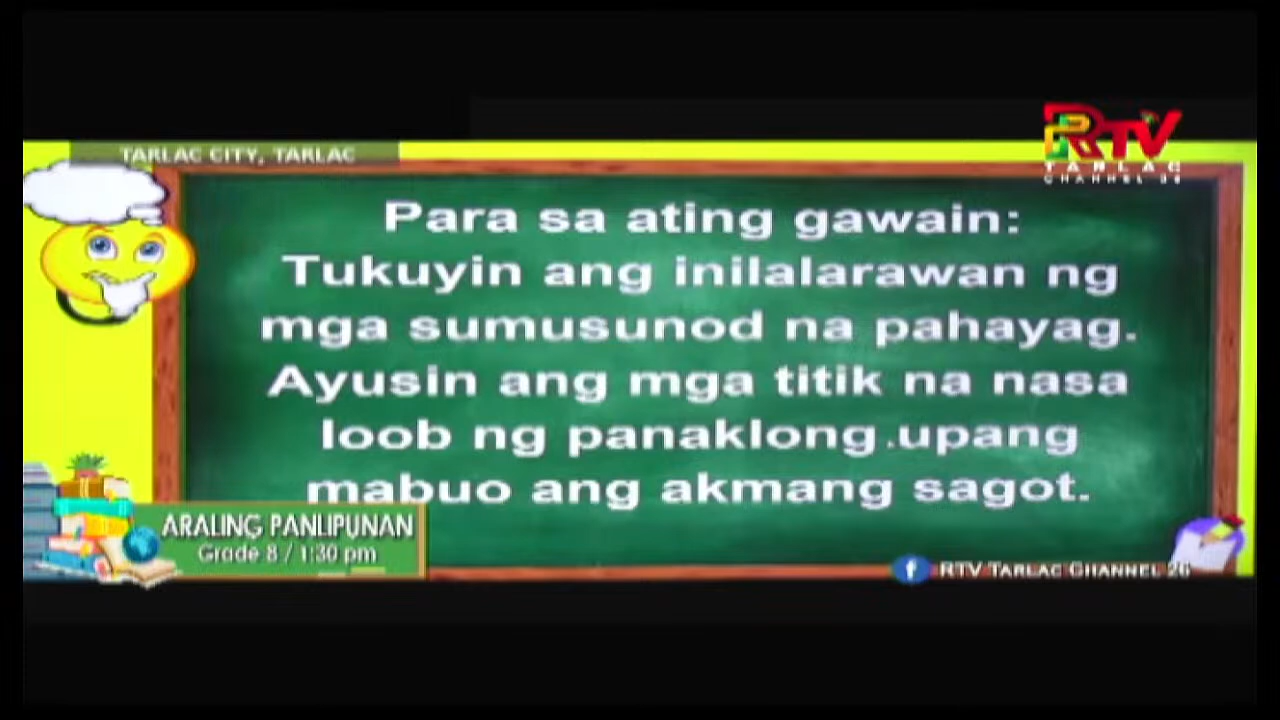 TARLAC CITY, TARLAC
RTV
TARLAC
CHANNEL 26
Para sa ating gawain:
Tukuyin ang inilalarawan ng
mga sumusunod na pahayag.
Ayusin ang mga titik na nasa
loob ng panaklong .upang
mabuo ang akmang sagot.
ARALING PANLIPUNAN
Grade 8 / 1:30 pm
f RTV TARLAC CHANNEL 26